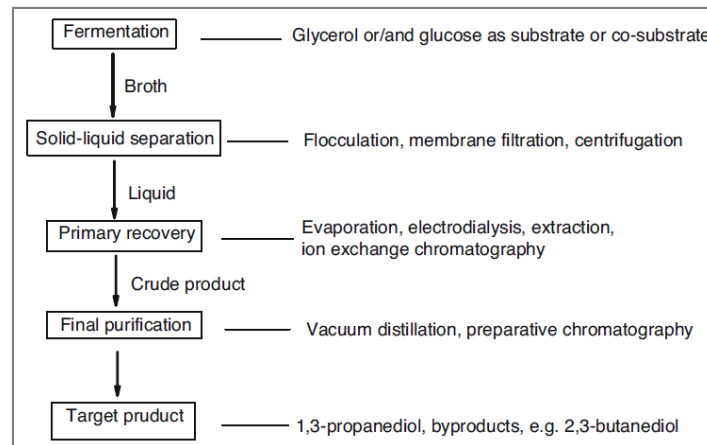 Fermentation
Glycerol or/and glucose as substrate or co-substrate
Broth
Solid-liquid separation
Flocculation, membrane filtration, centrifugation
Liquid
Primary recovery
Evaporation, electrodialysis, extraction,
ion exchange chromatography
Crude product
Final purification
Vacuum distillation, preparative chromatography
Target pruduct
1,3-propanediol, byproducts, e.g. 2,3-butanediol